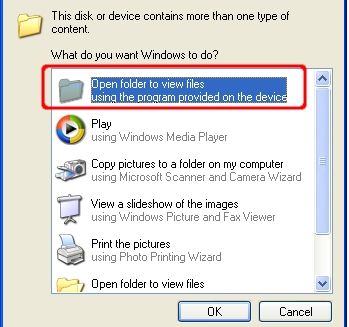 This disk or device contains more than one type of
content.
What do you want Windows to do?
Open folder to view files
using the program provided on the device
Play
using Windows Media Player
Copy pictures to a folder on my computer
using Microsoft Scanner and Camera Wizard
View a slideshow of the images
using Windows Picture and Fax Viewer
Print the pictures
using Photo Printing Wizard
Open folder to view files
OK
Cancel